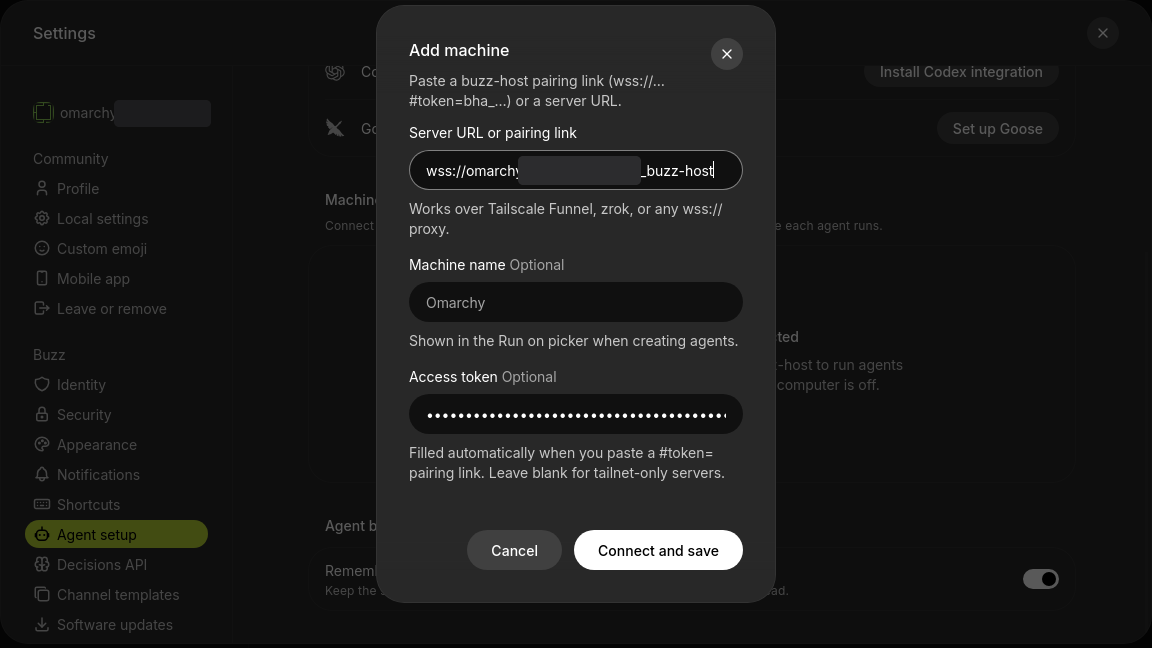 Settings
omarchy
Community
Profile
Local settings
Custom emoji
Mobile app
Leave or remove
Buzz
Identity
Security
Appearance
Notifications
Shortcuts
Agent setup
Decisions API
Channel templates
Software updates
Install Codex integration
Set up Goose
Connect
e each agent runs.
-host to run agents
computer is off.
Agent b
Keep the
Add machine
Paste a buzz-host pairing link (wss://...
#token=bha_...) or a server URL.
Server URL or pairing link
wss://omarchy _buzz-host
Works over Tailscale Funnel, zrok, or any wss://
proxy.
Machine name Optional
Omarchy
Shown in the Run on picker when creating agents.
Access token Optional
••••••••••••••••••••••••••••••••••••••
Filled automatically when you paste a #token=
pairing link. Leave blank for tailnet-only servers.
Cancel
Connect and save